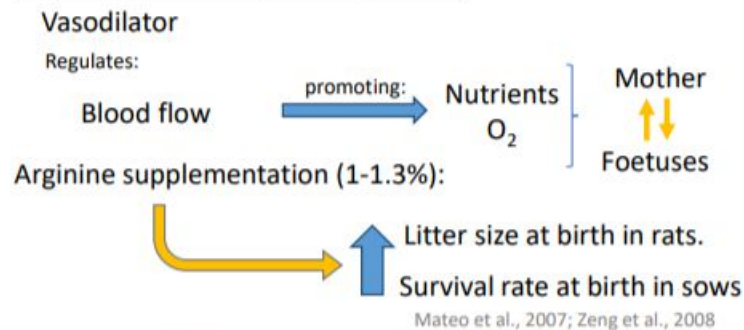 Vasodilator
Regulates:
Blood flow
promoting:
Nutrients
O₂
Mother
Foetuses
Arginine supplementation (1-1.3%):
Litter size at birth in rats.
Survival rate at birth in sows
Mateo et al., 2007; Zeng et al., 2008